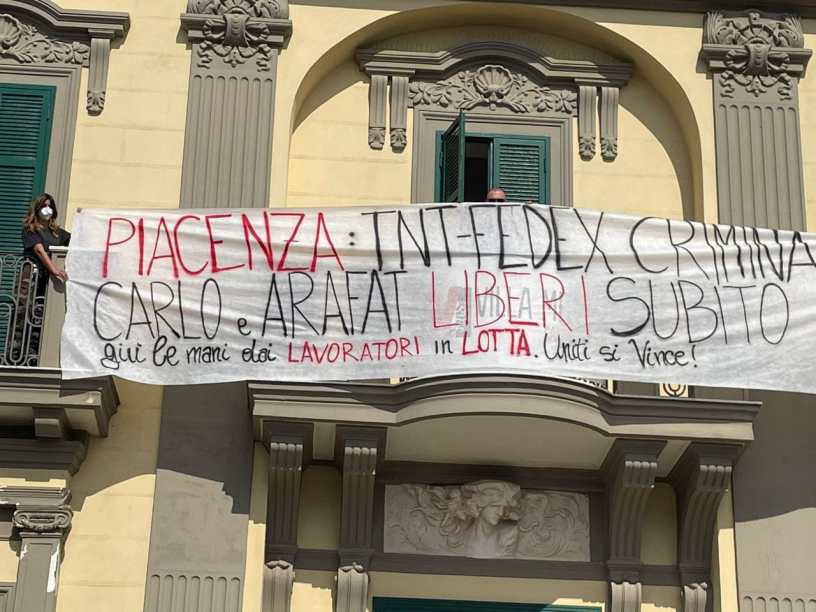 PIACENZA: TNT-FEDEX CRIMINA
CARLO e ARAFAT LIBERI SUBITO
giù le mani dai LAVORATORI in LOTTA. Uniti si Vince!